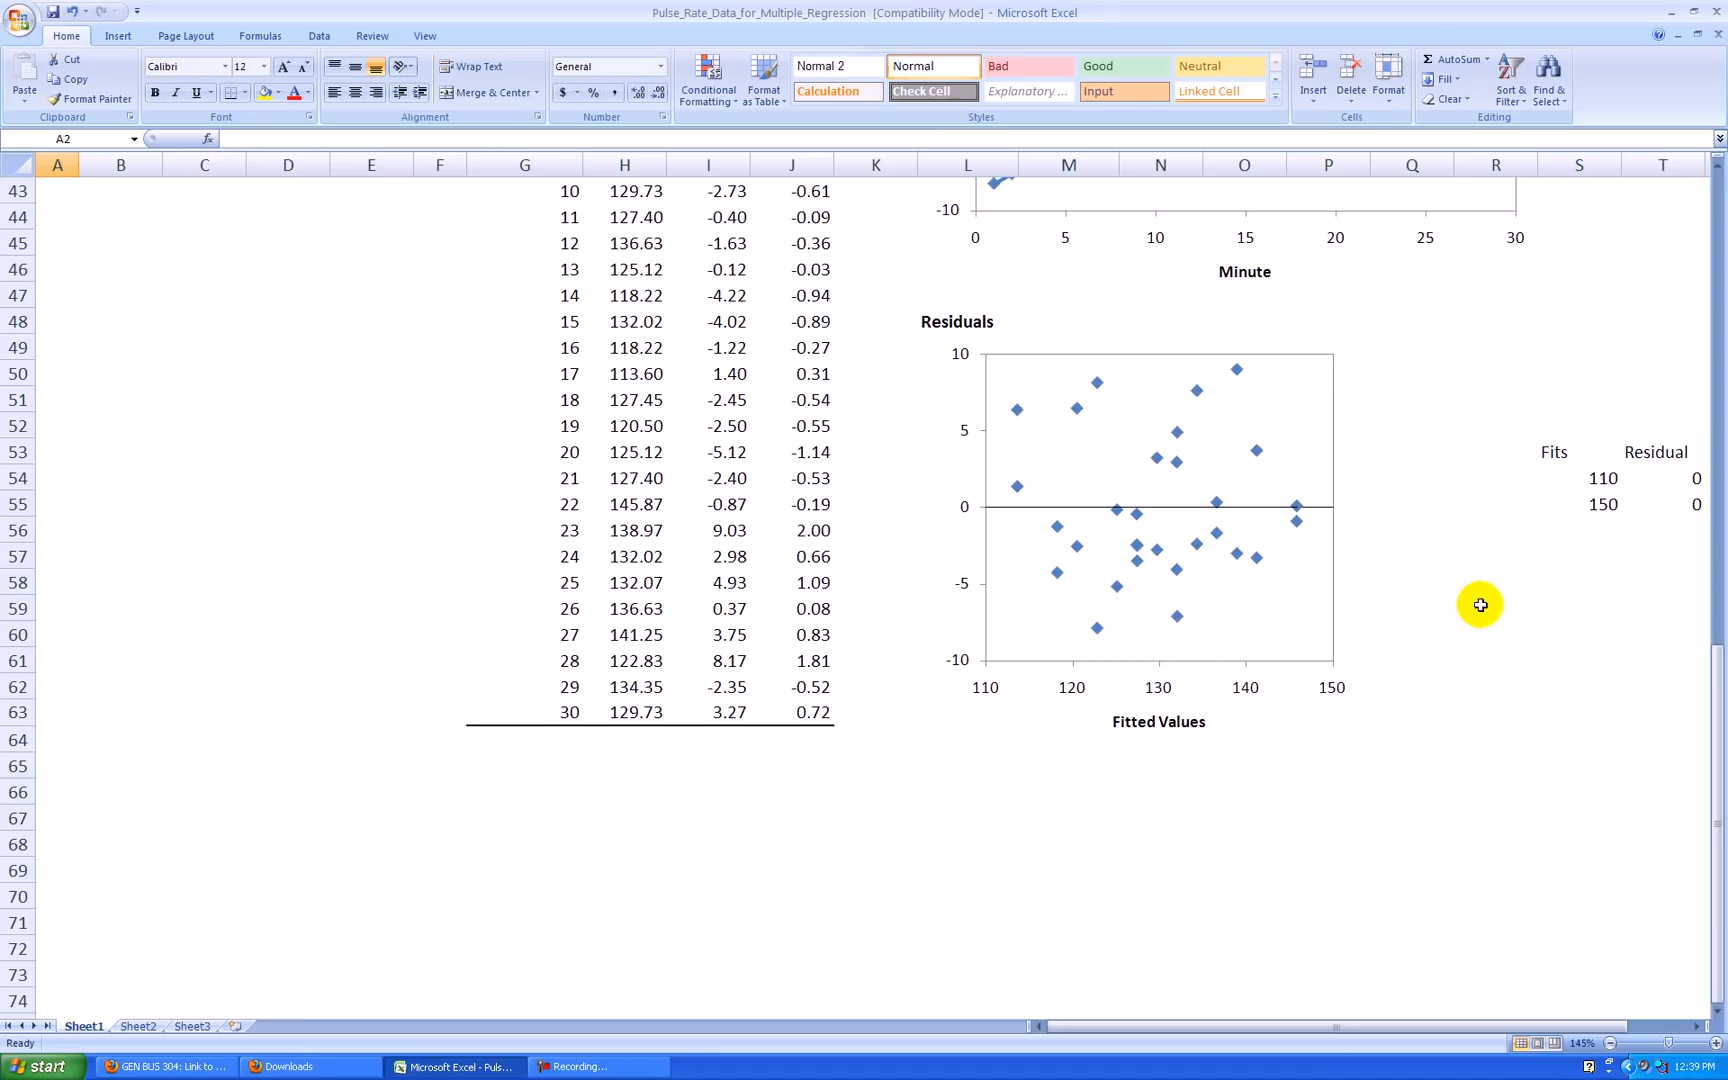 Pulse_Rate_Data_for_Multiple_Regression [Compatibility Mode] - Microsoft Excel
Home Insert Page Layout Formulas Data Review View
Paste
Cut
Copy
Format Painter
Clipboard
Calibri 12
B I U
Font
Wrap Text
Merge & Center
Alignment
General
$ % ,
Number
Conditional Formatting
Format as Table
Normal 2 Normal Bad Good Neutral
Calculation Check Cell Explanatory ... Input Linked Cell
Styles
Insert Delete Format
Cells
AutoSum
Fill
Clear
Sort & Filter
Find & Select
Editing
A2 fx
A B C D E F G H I J K L M N O P Q R S T
43 10 129.73 -2.73 -0.61
44 11 127.40 -0.40 -0.09
45 12 136.63 -1.63 -0.36
46 13 125.12 -0.12 -0.03
47 14 118.22 -4.22 -0.94
48 15 132.02 -4.02 -0.89
49 16 118.22 -1.22 -0.27
50 17 113.60 1.40 0.31
51 18 127.45 -2.45 -0.54
52 19 120.50 -2.50 -0.55
53 20 125.12 -5.12 -1.14 Fits Residual
54 21 127.40 -2.40 -0.53 110 0
55 22 145.87 -0.87 -0.19 150 0
56 23 138.97 9.03 2.00
57 24 132.02 2.98 0.66
58 25 132.07 4.93 1.09
59 26 136.63 0.37 0.08
60 27 141.25 3.75 0.83
61 28 122.83 8.17 1.81
62 29 134.35 -2.35 -0.52
63 30 129.73 3.27 0.72
64
65
66
67
68
69
70
71
72
73
74
-10
0 5 10 15 20 25 30
Minute
Residuals
10
5
0
-5
-10
110 120 130 140 150
Fitted Values
Sheet1 Sheet2 Sheet3
Ready 145%
start GEN BUS 304: Link to ... Downloads Microsoft Excel - Puls... Recording... 12:39 PM